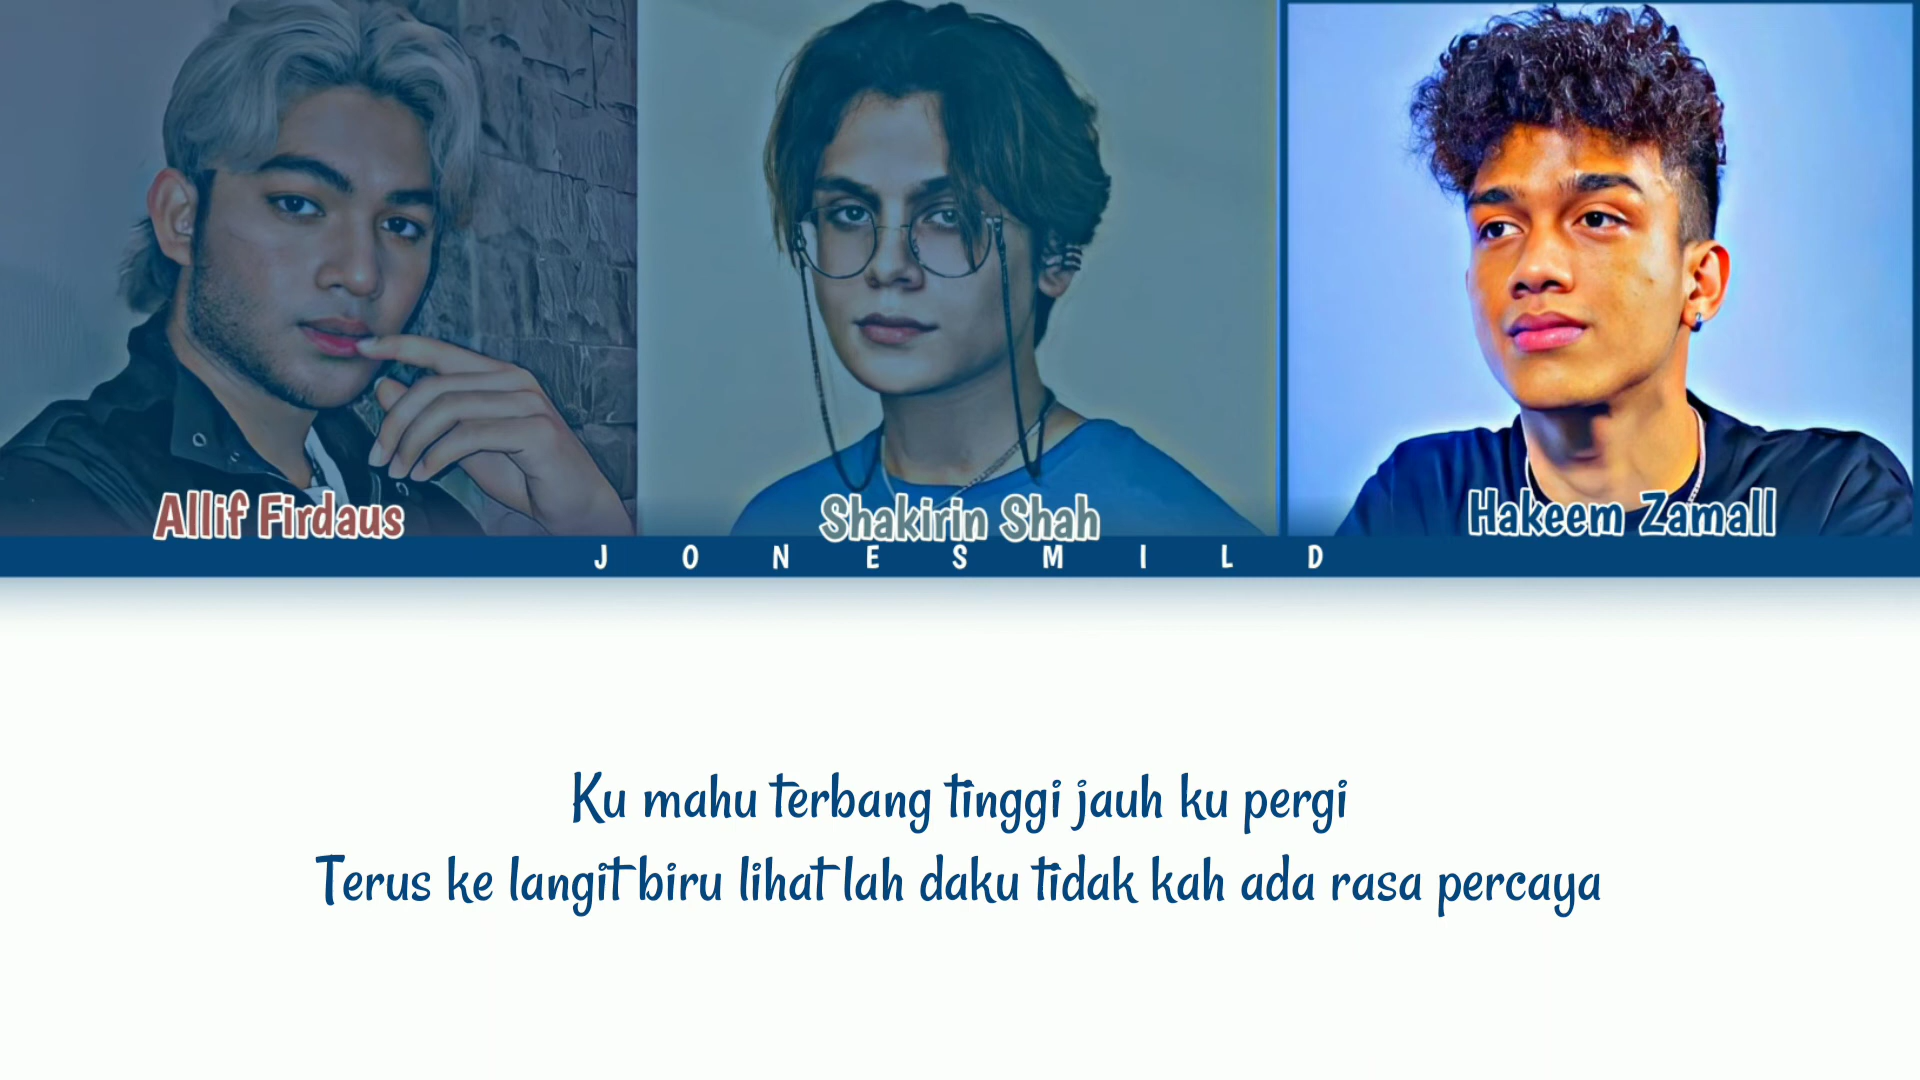 Allif Firdaus
Shakirin Shah
Hakeem Zamall
JONESMILD
Ku mahu terbang tinggi jauh ku pergi
Terus ke langit biru lihat lah daku tidak kah ada rasa percaya